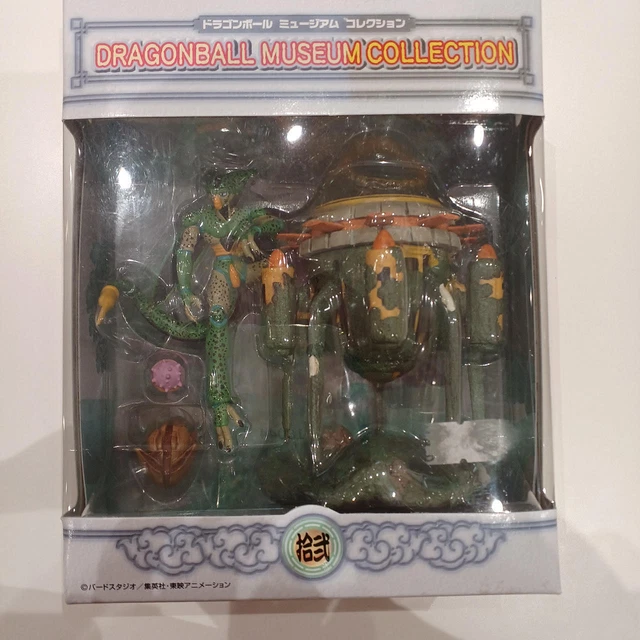 ドラゴンボール ミュージアム コレクション
DRAGONBALL MUSEUM COLLECTION
拾弐
©バードスタジオ／集英社・東映アニメーション